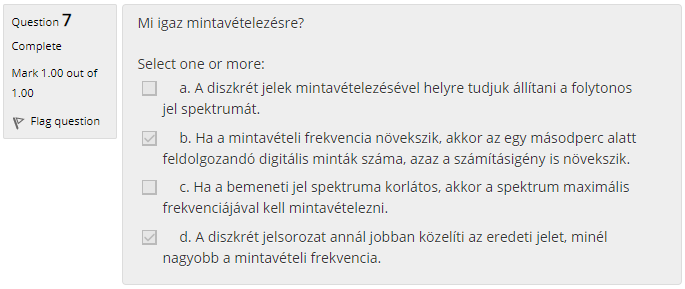 Question 7
Complete
Mark 1.00 out of
1.00
Flag question
Mi igaz mintavételezésre?
Select one or more:
a. A diszkrét jelek mintavételezésével helyre tudjuk állítani a folytonos
jel spektrumát.
b. Ha a mintavételi frekvencia növekszik, akkor az egy másodperc alatt
feldolgozandó digitális minták száma, azaz a számításigény is növekszik.
c. Ha a bemeneti jel spektruma korlátos, akkor a spektrum maximális
frekvenciájával kell mintavételezni.
d. A diszkrét jelsorozat annál jobban közelíti az eredeti jelet, minél
nagyobb a mintavételi frekvencia.